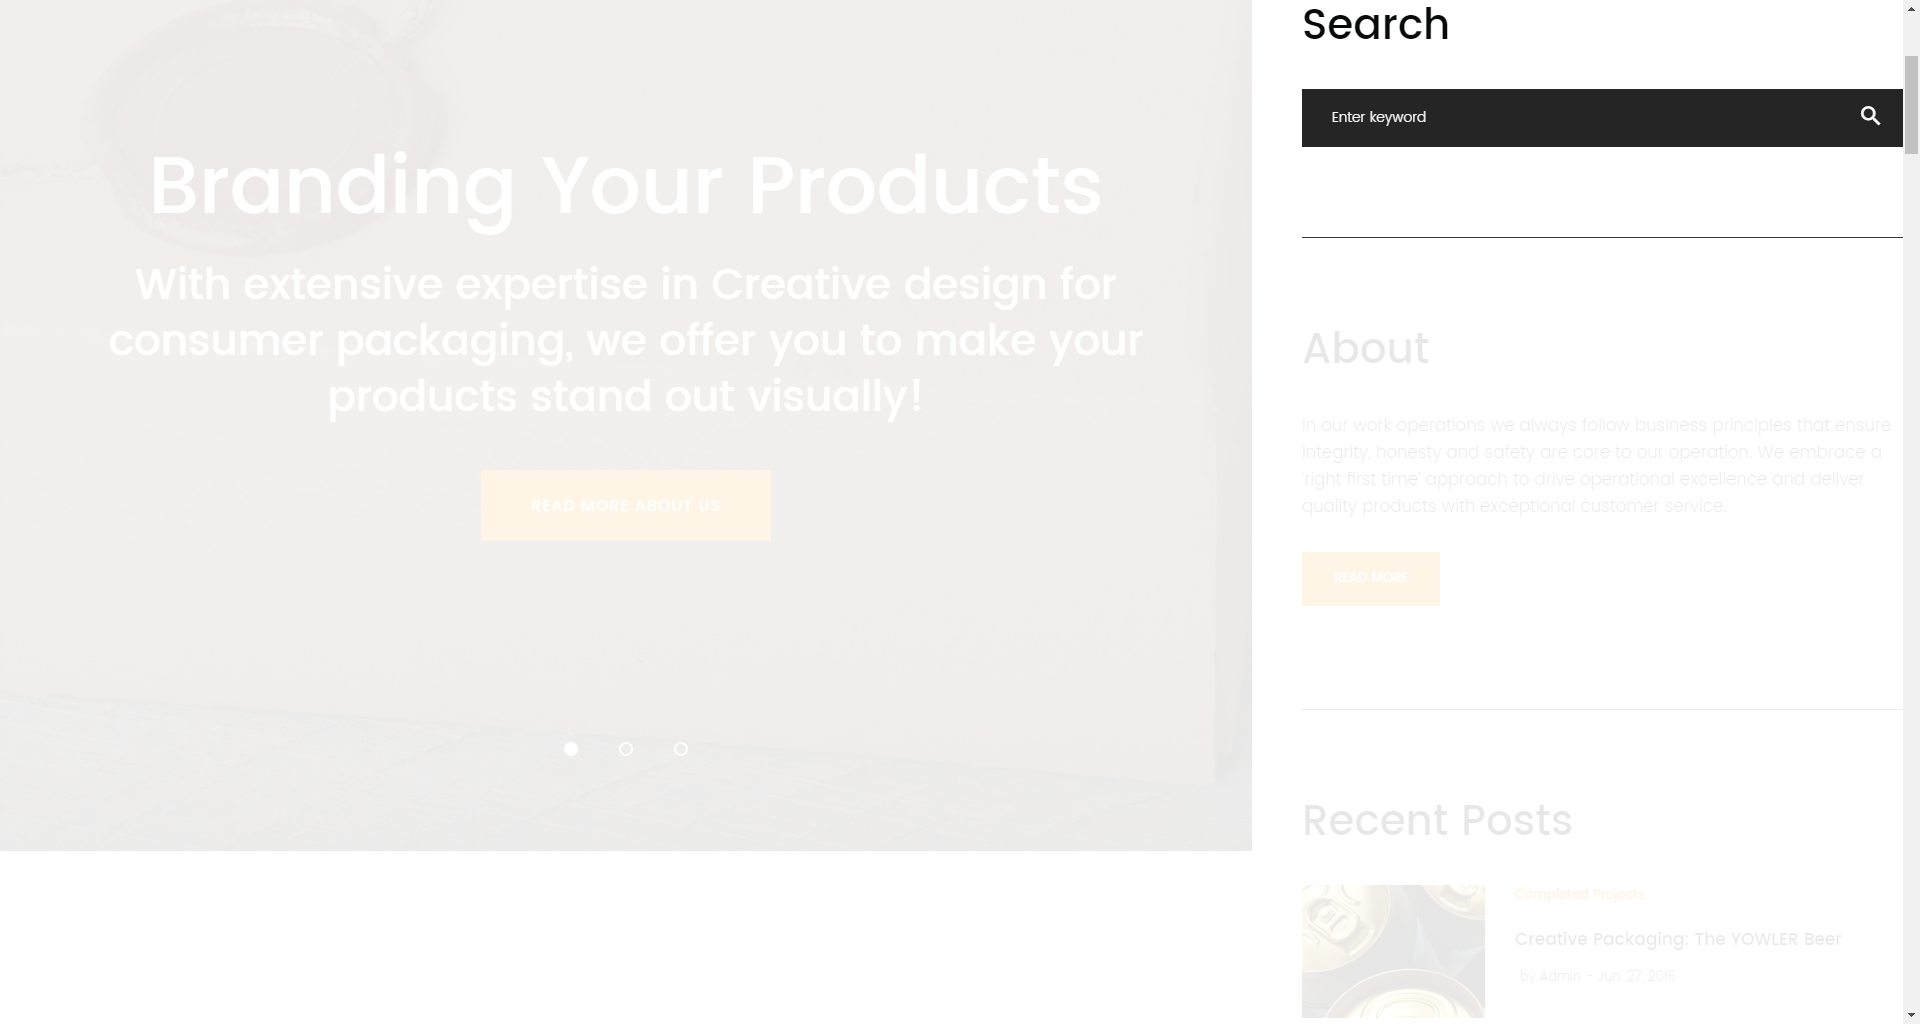 Search
Enter keyword
Branding Your Products
With extensive expertise in Creative design for
consumer packaging, we offer you to make your
products stand out visually!
READ MORE ABOUT US
About
In our work operations we always follow business principles that ensure
Integrity, honesty and safety are core to our operation. We embrace a
'right first time' approach to drive operational excellence and deliver
quality products with exceptional customer service.
READ MORE
Recent Posts
Completed Projects
Creative Packaging: The YOWLER Beer
by Admin - Jun. 27, 2016